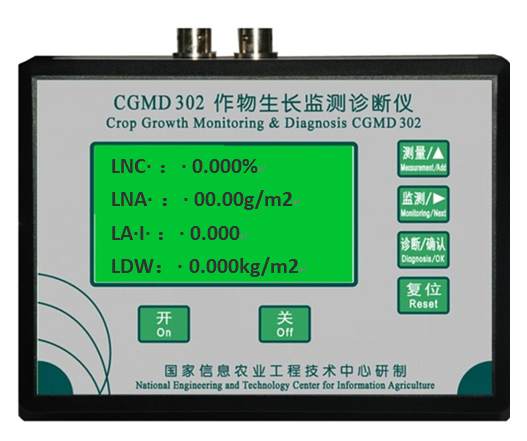 CGMD 302 作物生长监测诊断仪
Crop Growth Monitoring & Diagnosis CGMD 302
LNC· : · 0.000%
LNA· : · 00.00g/m2
LA·I· : · 0.000
LDW: · 0.000kg/m2
测量/▲
Measurement/Add
监测/▶
Monitoring/Next
诊断/确认
Diagnosis/OK
复位
Reset
开
On
关
Off
国家信息农业工程技术中心研制
National Engineering and Technology Center for Information Agriculture